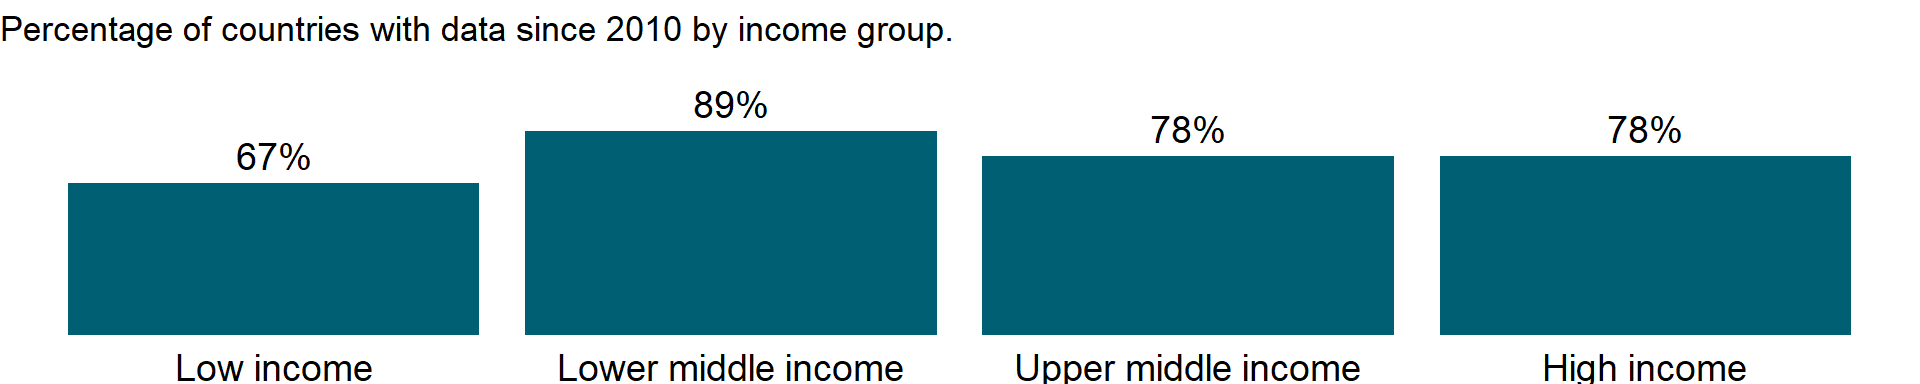 Percentage of countries with data since 2010 by income group.
67%
89%
78%
78%
Low income
Lower middle income
Upper middle income
High income